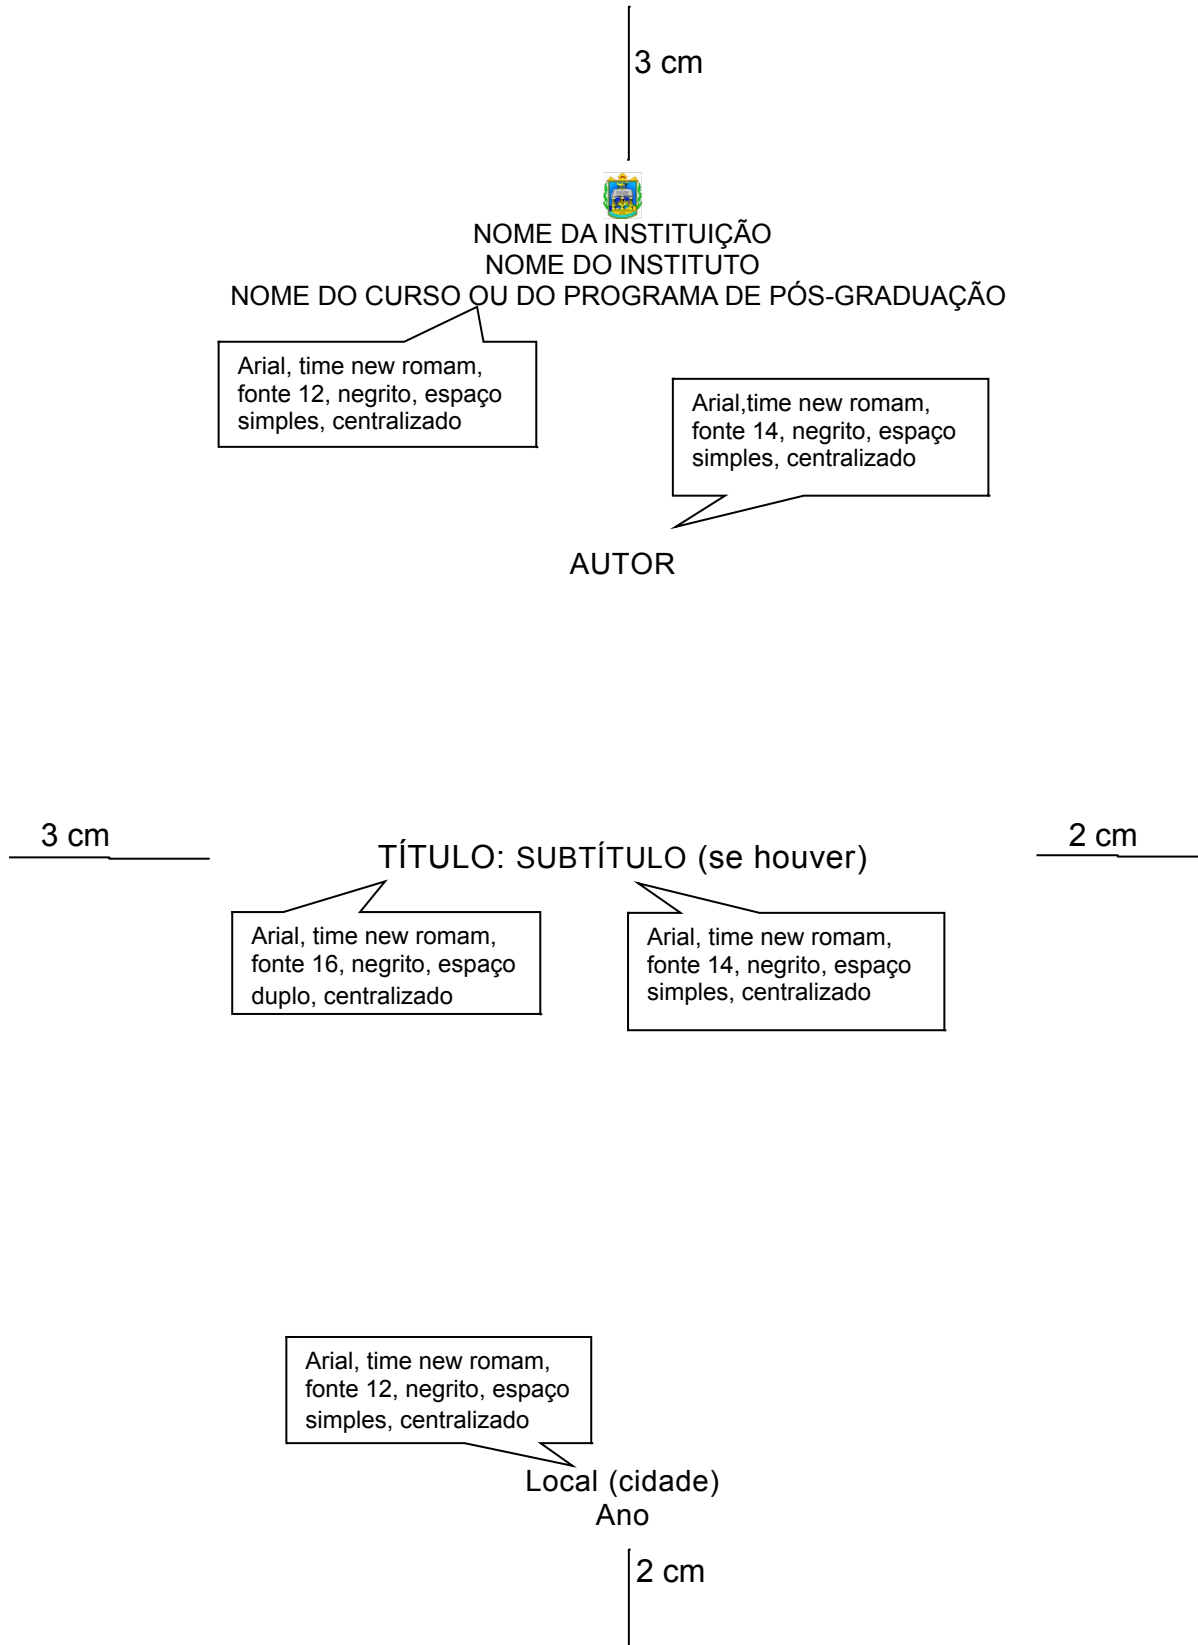 3 cm
NOME DA INSTITUIÇÃO
NOME DO INSTITUTO
NOME DO CURSO OU DO PROGRAMA DE PÓS-GRADUAÇÃO
Arial, time new romam,
fonte 12, negrito, espaço
simples, centralizado
Arial,time new romam,
fonte 14, negrito, espaço
simples, centralizado
AUTOR
3 cm
TÍTULO: SUBTÍTULO (se houver)
2 cm
Arial, time new romam,
fonte 16, negrito, espaço
duplo, centralizado
Arial, time new romam,
fonte 14, negrito, espaço
simples, centralizado
Arial, time new romam,
fonte 12, negrito, espaço
simples, centralizado
Local (cidade)
Ano
2 cm